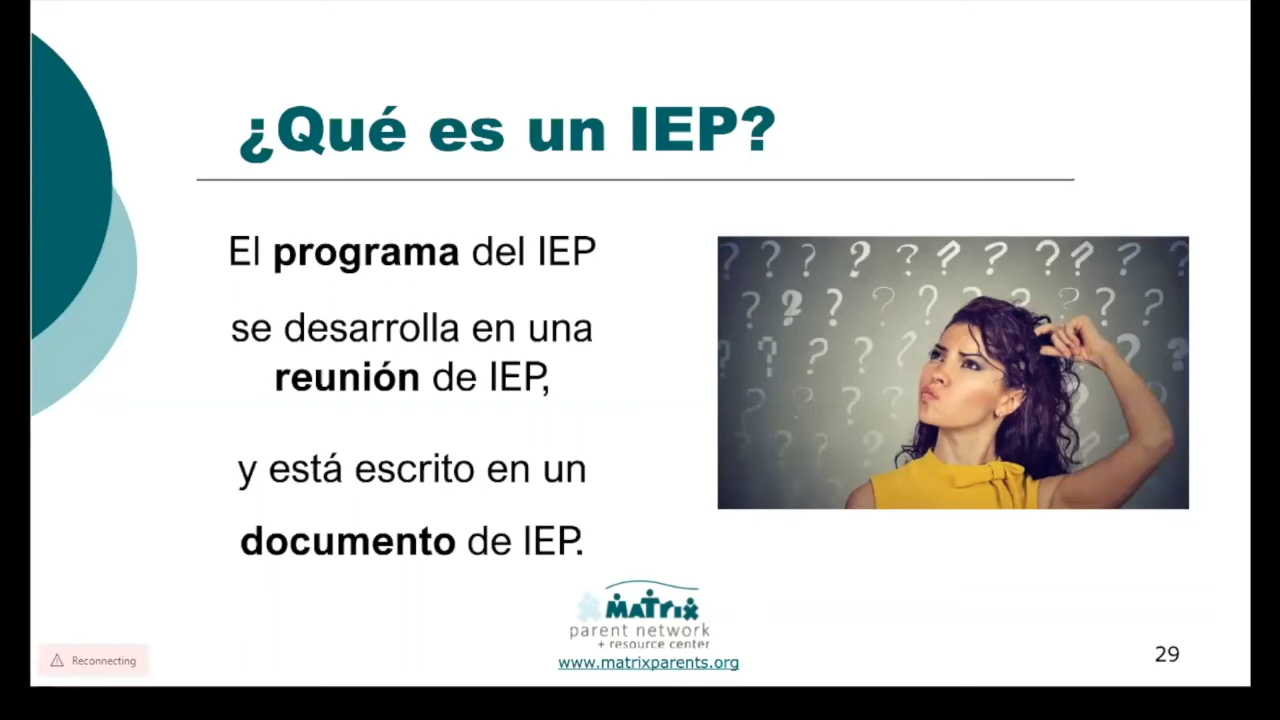 ¿Qué es un IEP?
El programa del IEP
se desarrolla en una
reunión de IEP,
y está escrito en un
documento de IEP.
MATRIX
parent network
+ resource center
www.matrixparents.org
Reconnecting
29